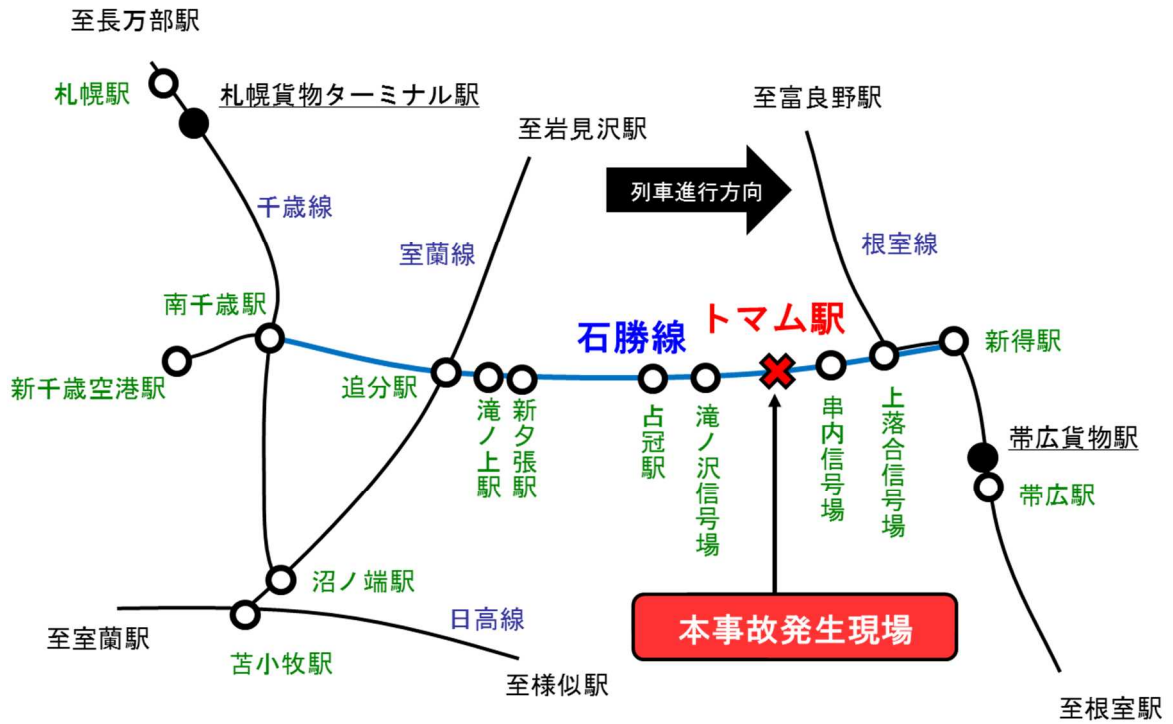 至長万部駅
札幌駅
札幌貨物ターミナル駅
至岩見沢駅
至富良野駅
列車進行方向
千歳線
室蘭線
根室線
南千歳駅
石勝線
トマム駅
新得駅
新千歳空港駅
追分駅
滝ノ上駅
新夕張駅
占冠駅
滝ノ沢信号場
串内信号場
上落合信号場
帯広貨物駅
帯広駅
沼ノ端駅
日高線
本事故発生現場
至室蘭駅
苫小牧駅
至様似駅
至根室駅